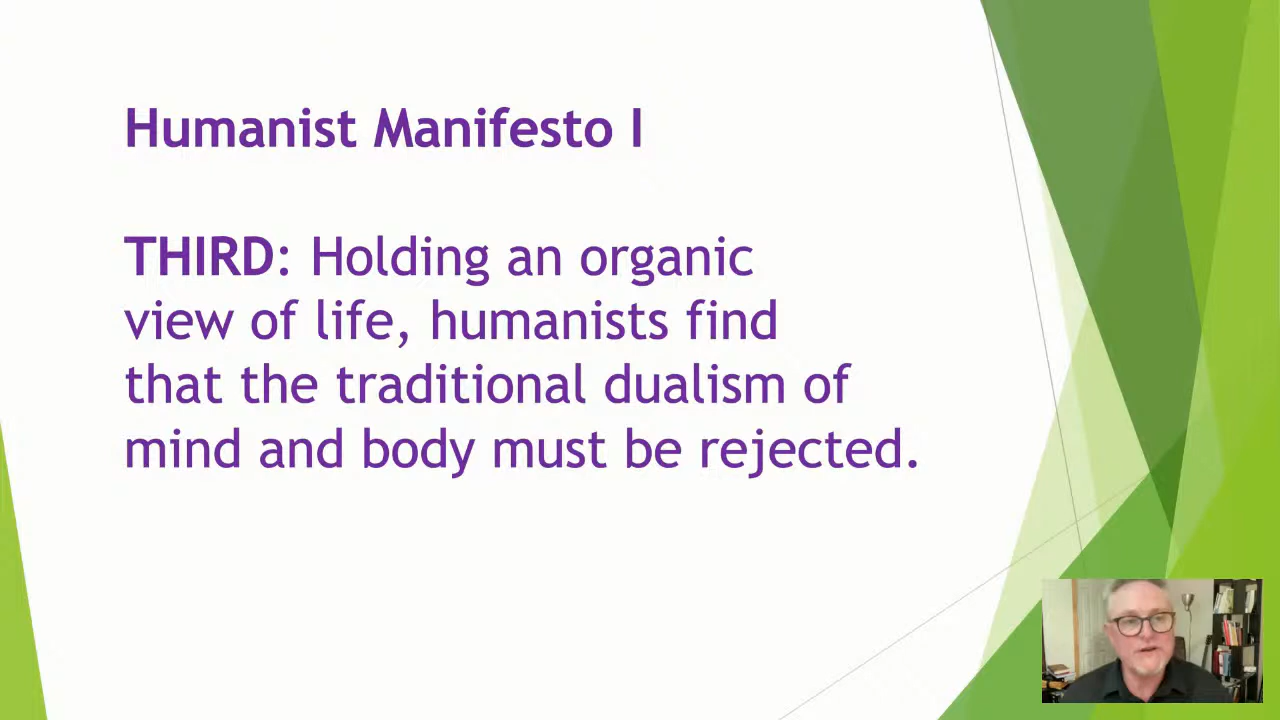 Humanist Manifesto I
THIRD: Holding an organic
view of life, humanists find
that the traditional dualism of
mind and body must be rejected.